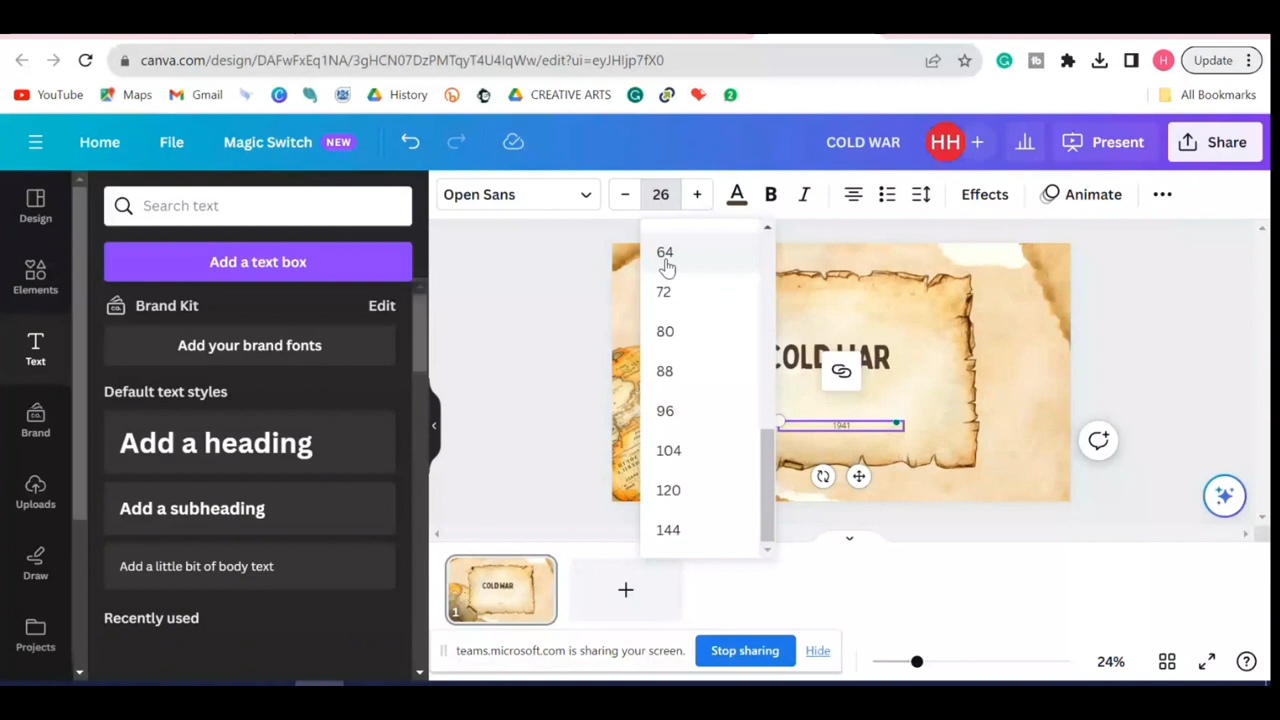 canva.com/design/DAFwFxEq1NA/3gHCN07DzPMTqyT4U4IqWw/edit?ui=eyJHIjp7fX0
H
Update
YouTube
Maps
Gmail
History
CREATIVE ARTS
All Bookmarks
Home
File
Magic Switch
NEW
COLD WAR
HH
Present
Share
Design
Elements
Text
Brand
Uploads
Draw
Projects
Search text
Add a text box
Brand Kit
Edit
Add your brand fonts
Default text styles
Add a heading
Add a subheading
Add a little bit of body text
Recently used
Open Sans
26
A
B
I
Effects
Animate
64
72
80
88
96
104
120
144
COLD WAR
1941
COLD WAR
1
teams.microsoft.com is sharing your screen.
Stop sharing
Hide
24%